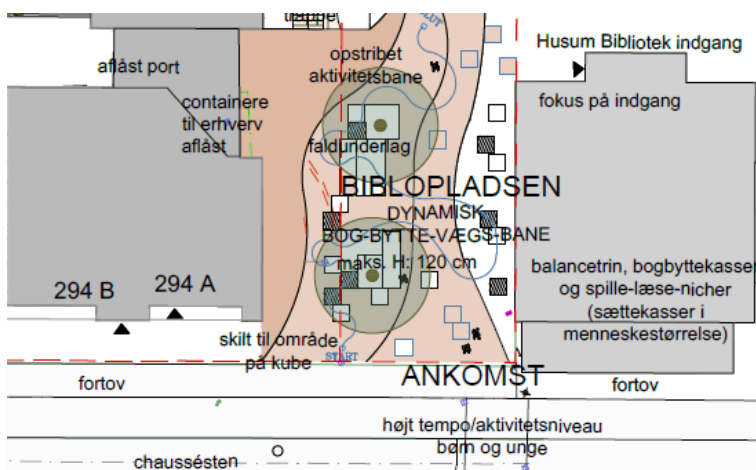 trappe
SLUT
opstribet
aktivitetsbane
aflåst port
Husum Bibliotek indgang
containere
til erhverv
aflåst
fokus på indgang
faldunderlag
BIBLOPLADSEN
DYNAMISK
BOG-BYTTE-VÆGS-BANE
maks. H: 120 cm
balancetrin, bogbyttekasser
og spille-læse-nicher
(sættekasser i
menneskestørrelse)
294 B
294 A
skilt til område
på kube
START
ANKOMST
fortov
fortov
højt tempo/aktivitetsniveau
børn og unge
chaussésten